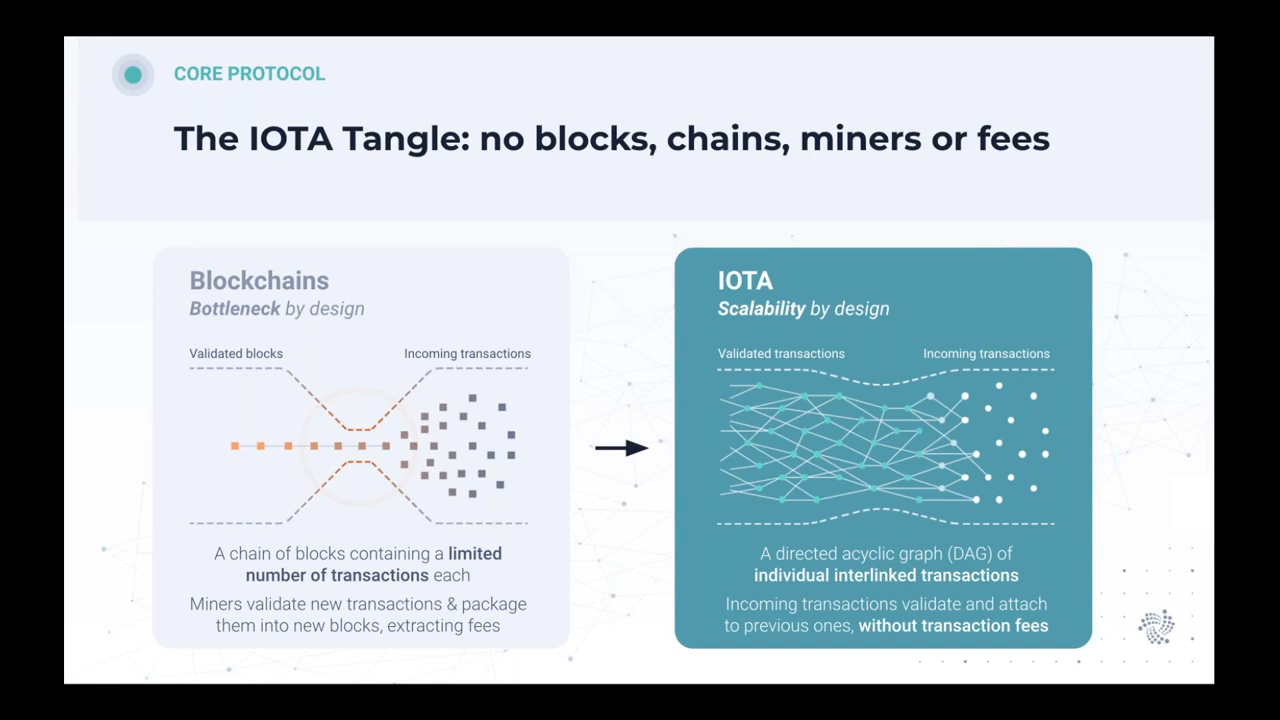 CORE PROTOCOL
The IOTA Tangle: no blocks, chains, miners or fees
Blockchains
Bottleneck by design
Validated blocks
Incoming transactions
A chain of blocks containing a limited
number of transactions each
Miners validate new transactions & package
them into new blocks, extracting fees
IOTA
Scalability by design
Validated transactions
Incoming transactions
A directed acyclic graph (DAG) of
individual interlinked transactions
Incoming transactions validate and attach
to previous ones, without transaction fees